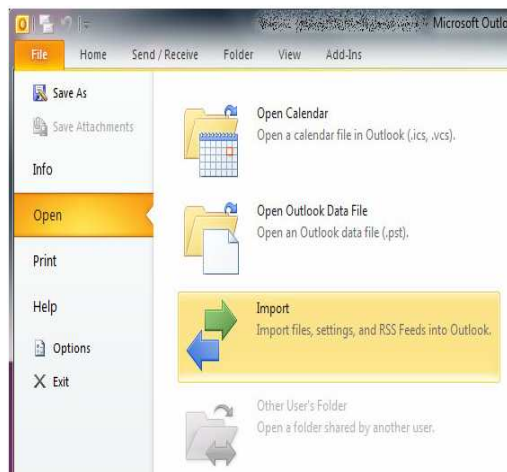 Microsoft Outlo
File Home Send / Receive Folder View Add-Ins
Save As
Save Attachments
Info
Open
Print
Help
Options
Exit
Open Calendar
Open a calendar file in Outlook (.ics, .vcs).
Open Outlook Data File
Open an Outlook data file (.pst).
Import
Import files, settings, and RSS Feeds into Outlook.
Other User's Folder
Open a folder shared by another user.